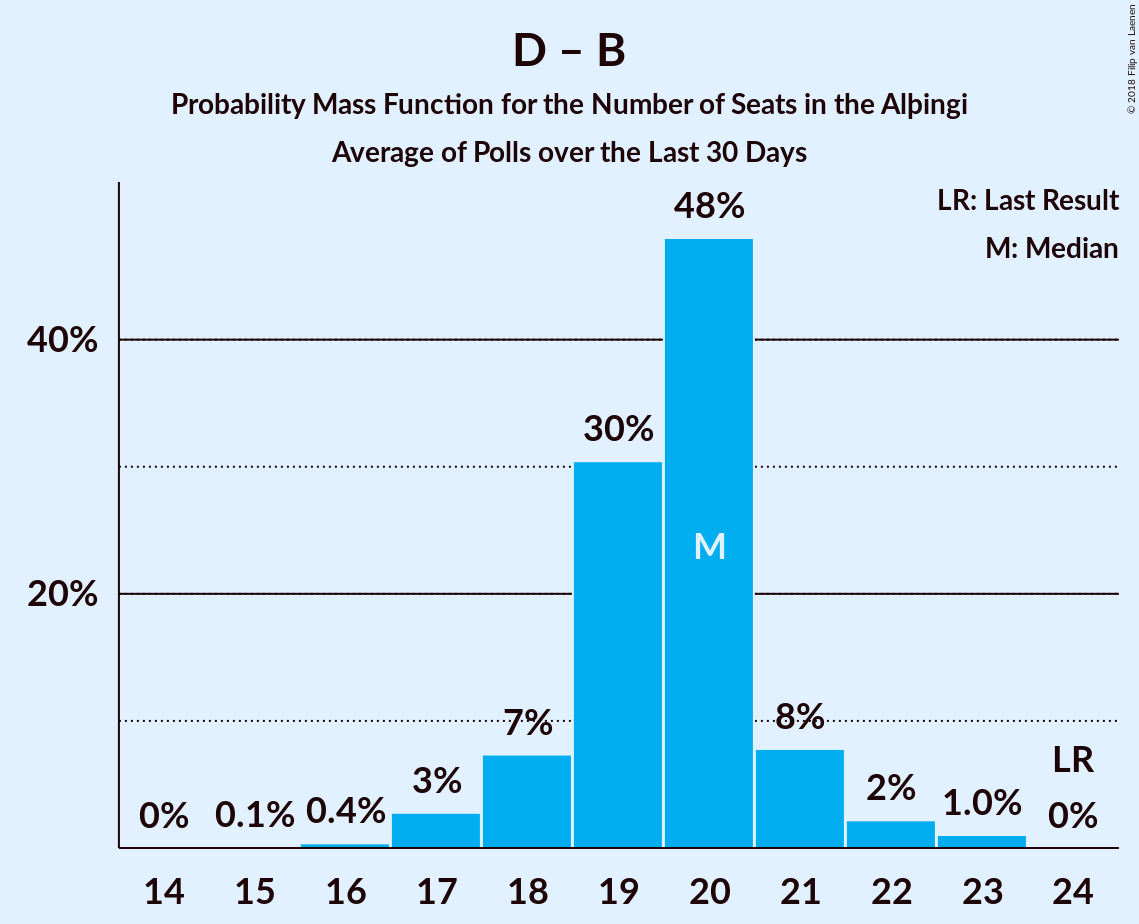 D – B
Probability Mass Function for the Number of Seats in the Alþingi
Average of Polls over the Last 30 Days
© 2018 Filip van Laenen
LR: Last Result
M: Median
40%
20%
0%
0.1%
0.4%
3%
7%
30%
48%
M
8%
2%
1.0%
LR
0%
14 15 16 17 18 19 20 21 22 23 24